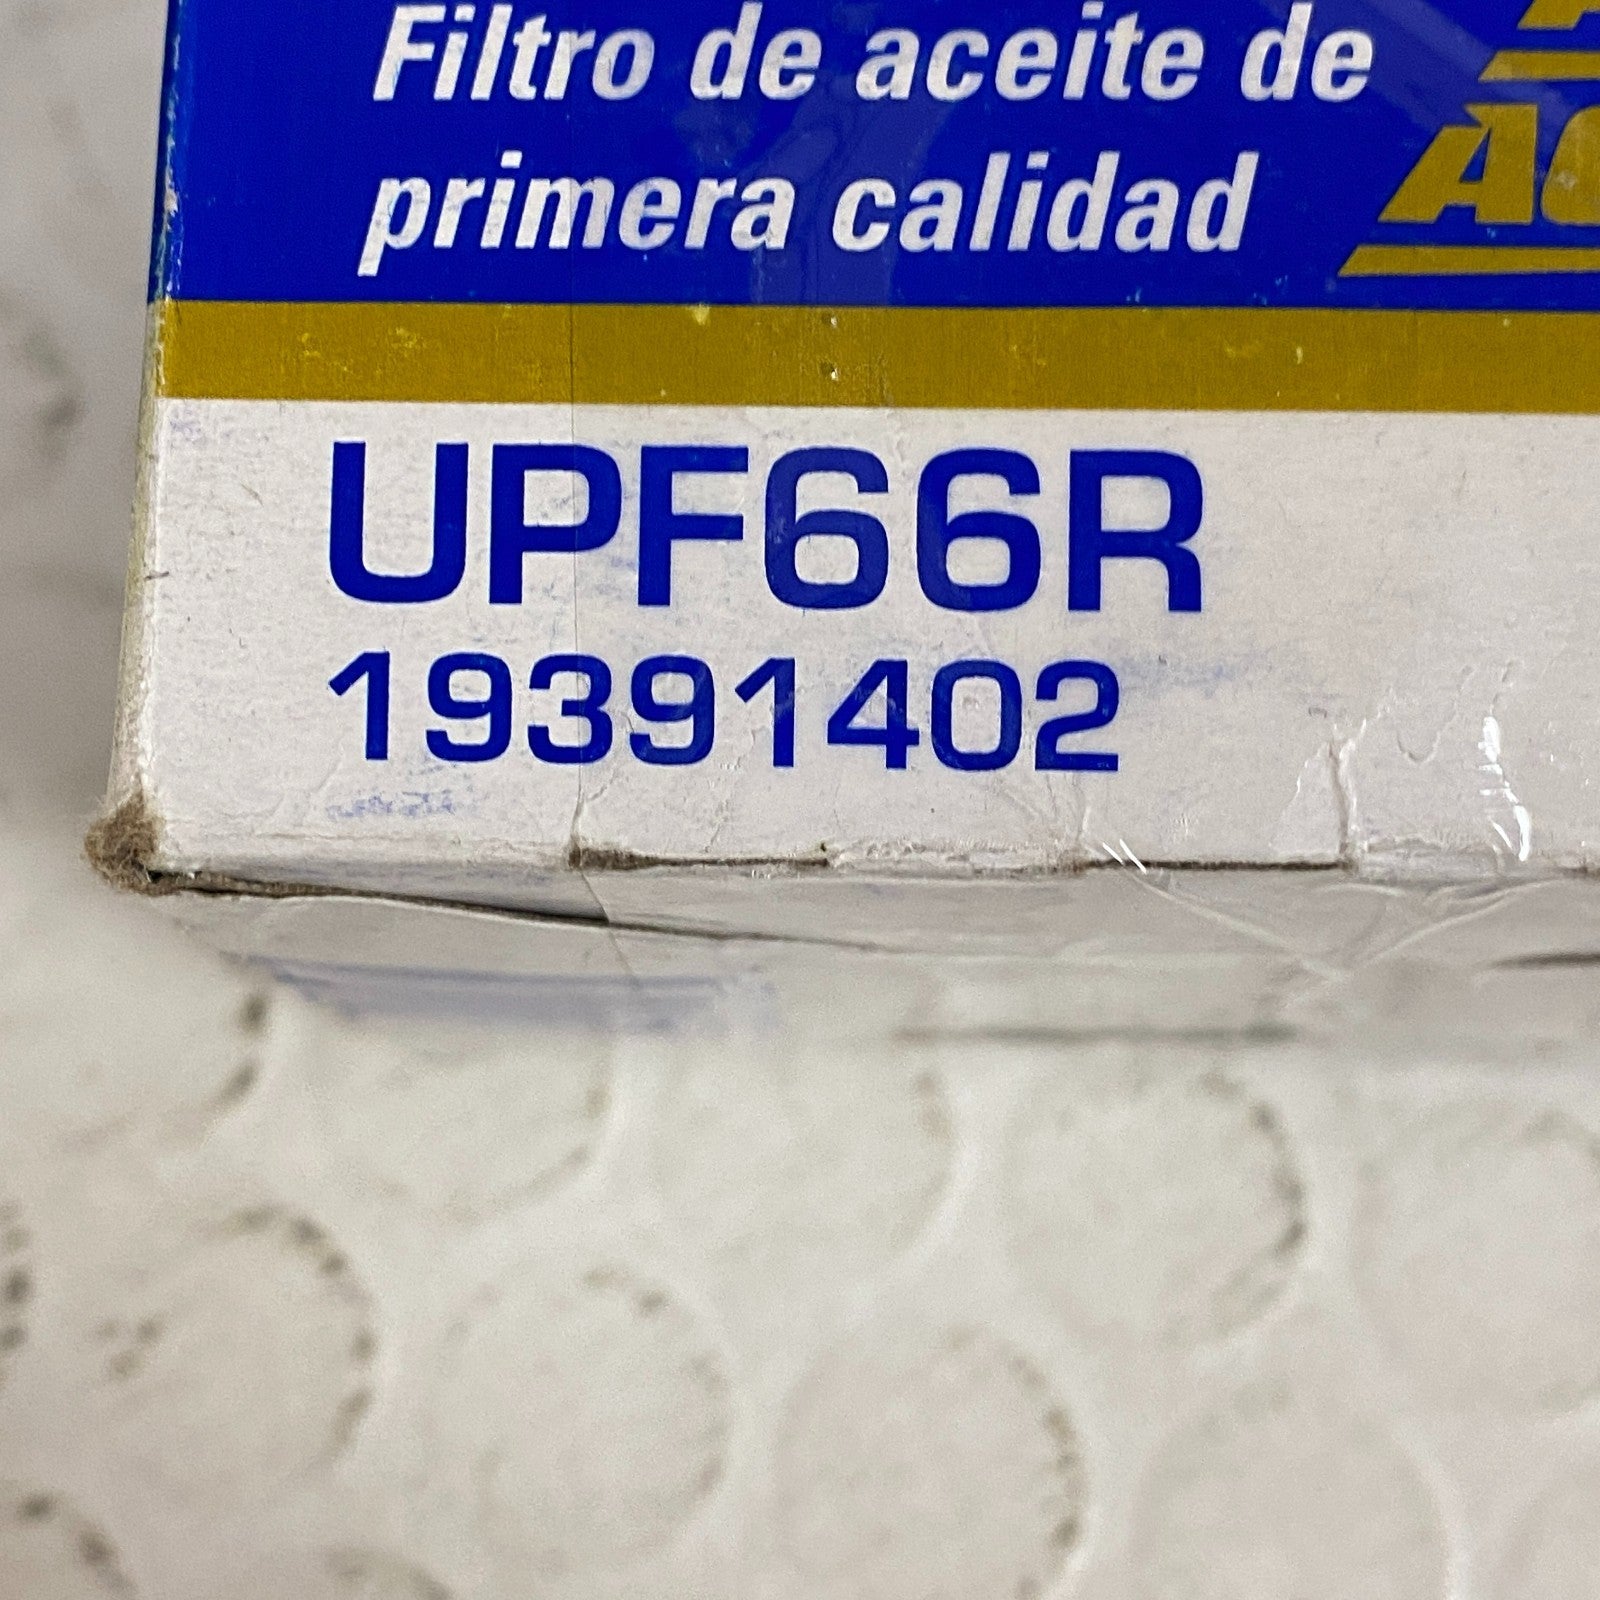 Filtro de aceite de
primera calidad
UPF66R
19391402